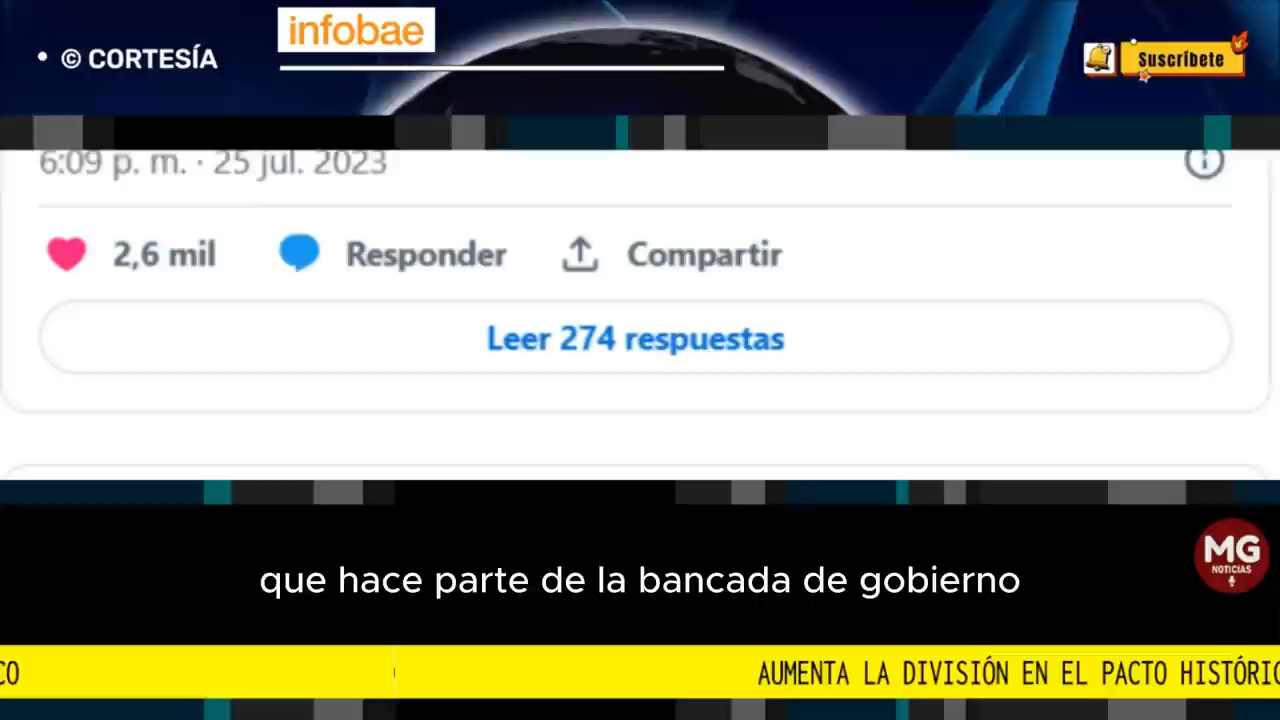 infobae
• © CORTESÍA
Suscríbete
6:09 p. m. · 25 jul. 2023
2,6 mil Responder Compartir
Leer 274 respuestas
MG
NOTICIAS
que hace parte de la bancada de gobierno
CO AUMENTA LA DIVISIÓN EN EL PACTO HISTÓRIC